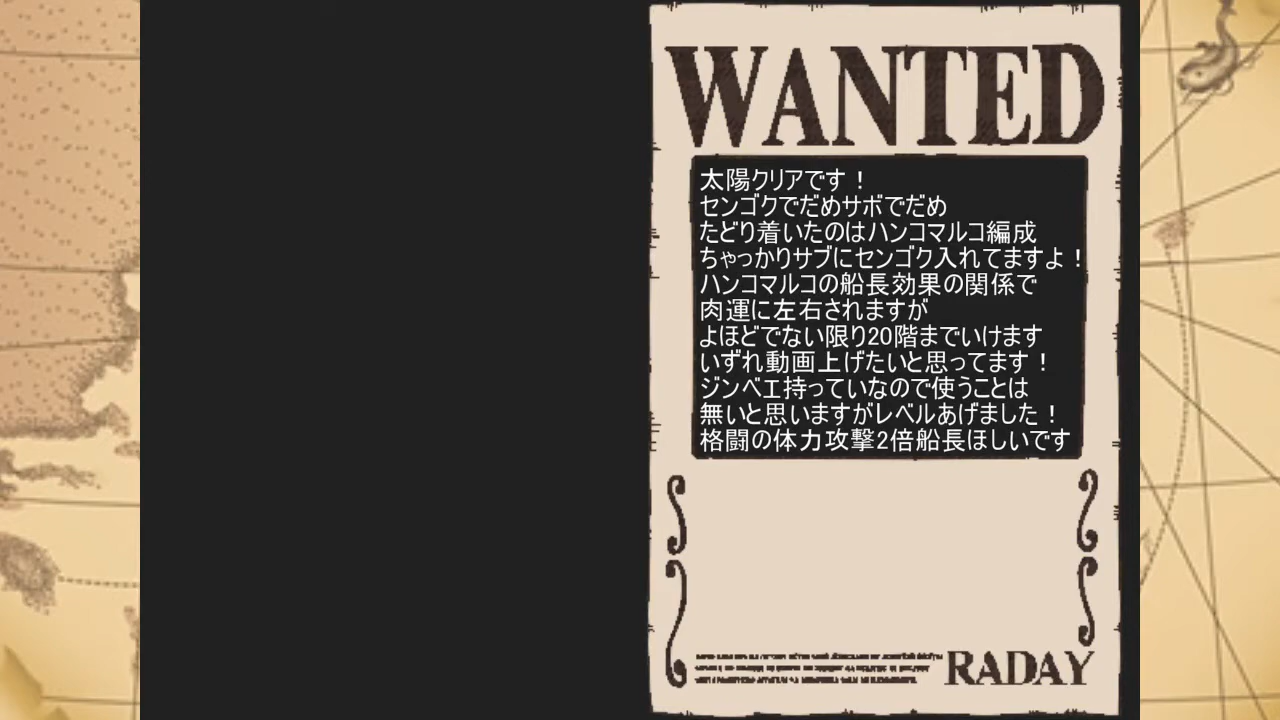 WANTED
太陽クリアです！
センゴクでだめサボでだめ
たどり着いたのはハンコマルコ編成
ちゃっかりサブにセンゴク入れてますよ！
ハンコマルコの船長効果の関係で
肉運に左右されますが
よほどでない限り20階までいけます
いずれ動画上げたいと思ってます！
ジンベエ持っていなので使うことは
無いと思いますがレベルあげました！
格闘の体力攻撃2倍船長ほしいです
RADAY